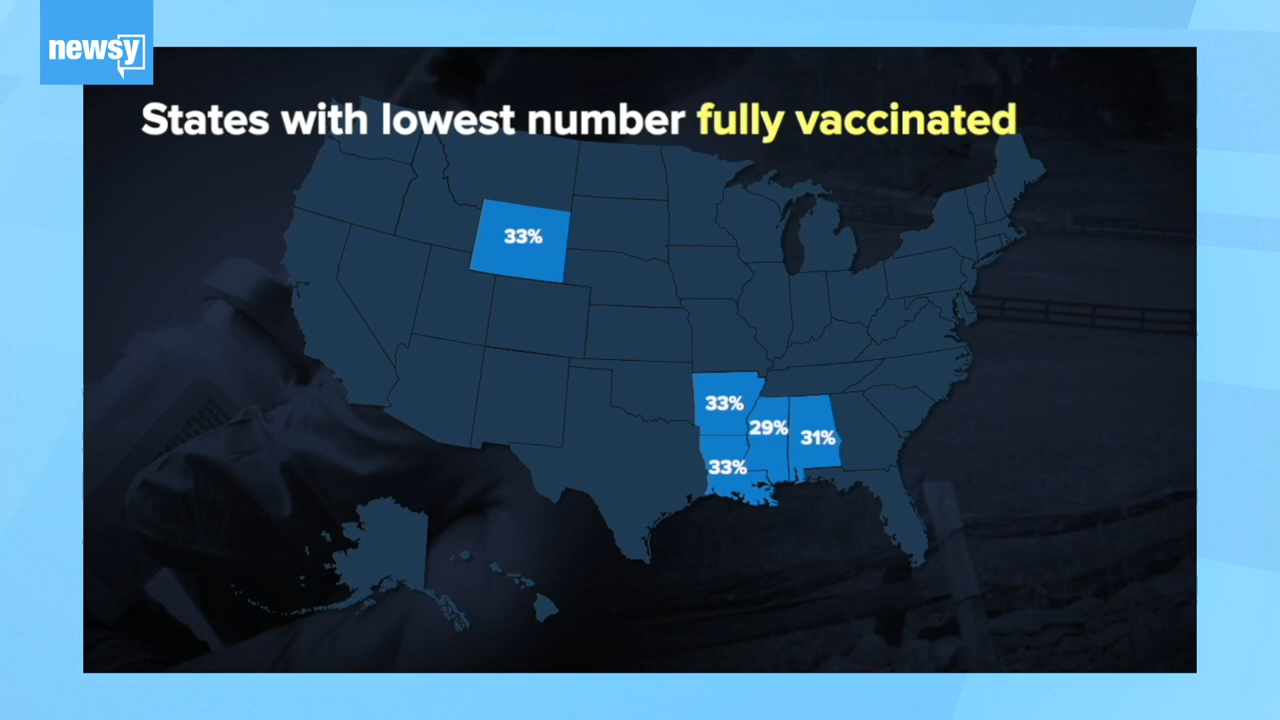 newsy
States with lowest number fully vaccinated
33%
33%
29%
31%
33%